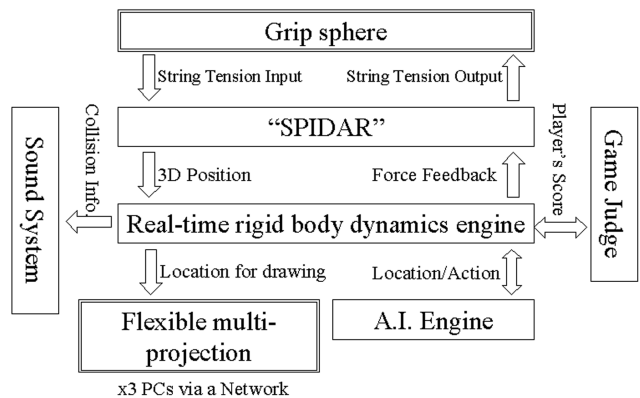 Grip sphere
String Tension Input
String Tension Output
"SPIDAR"
3D Position
Force Feedback
Sound System
Collision Info
Player's Score
Game Judge
Real-time rigid body dynamics engine
Location for drawing
Location/Action
Flexible multi-
projection
A.I. Engine
x3 PCs via a Network